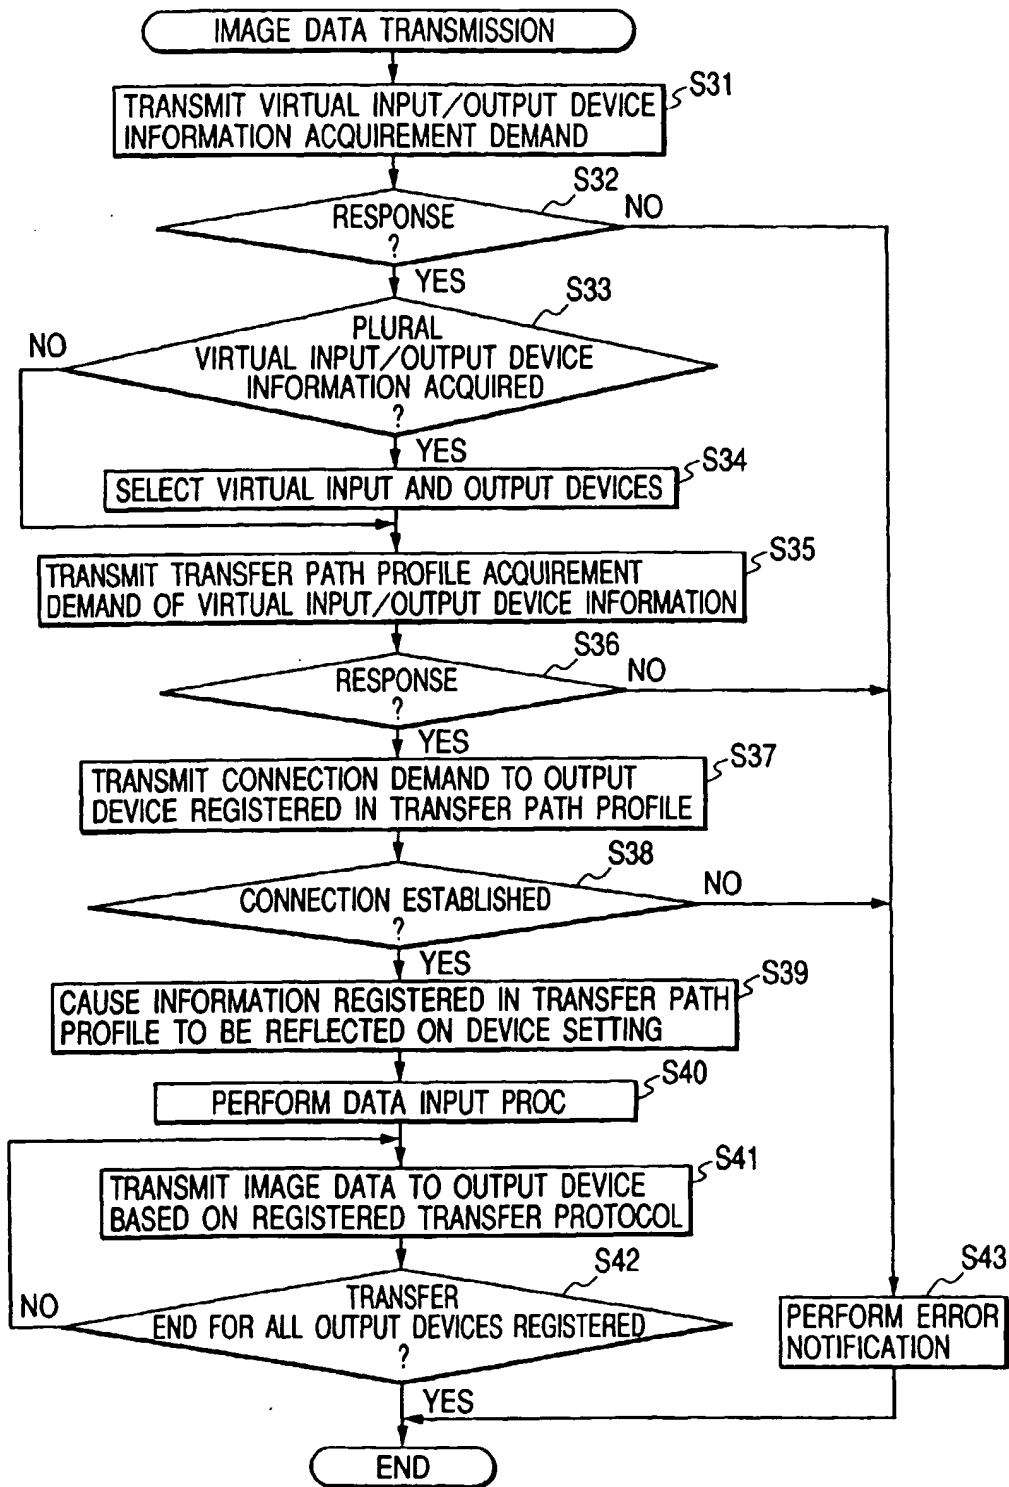 IMAGE DATA TRANSMISSION
S31
TRANSMIT VIRTUAL INPUT/OUTPUT DEVICE
INFORMATION ACQUIREMENT DEMAND
S32
RESPONSE
?
NO
YES
S33
PLURAL
VIRTUAL INPUT/OUTPUT DEVICE
INFORMATION ACQUIRED
?
NO
YES
S34
SELECT VIRTUAL INPUT AND OUTPUT DEVICES
S35
TRANSMIT TRANSFER PATH PROFILE ACQUIREMENT
DEMAND OF VIRTUAL INPUT/OUTPUT DEVICE INFORMATION
S36
RESPONSE
?
NO
YES
S37
TRANSMIT CONNECTION DEMAND TO OUTPUT
DEVICE REGISTERED IN TRANSFER PATH PROFILE
S38
CONNECTION ESTABLISHED
?
NO
YES
S39
CAUSE INFORMATION REGISTERED IN TRANSFER PATH
PROFILE TO BE REFLECTED ON DEVICE SETTING
S40
PERFORM DATA INPUT PROC
S41
TRANSMIT IMAGE DATA TO OUTPUT DEVICE
BASED ON REGISTERED TRANSFER PROTOCOL
S42
TRANSFER
END FOR ALL OUTPUT DEVICES REGISTERED
?
NO
YES
S43
PERFORM ERROR
NOTIFICATION
END